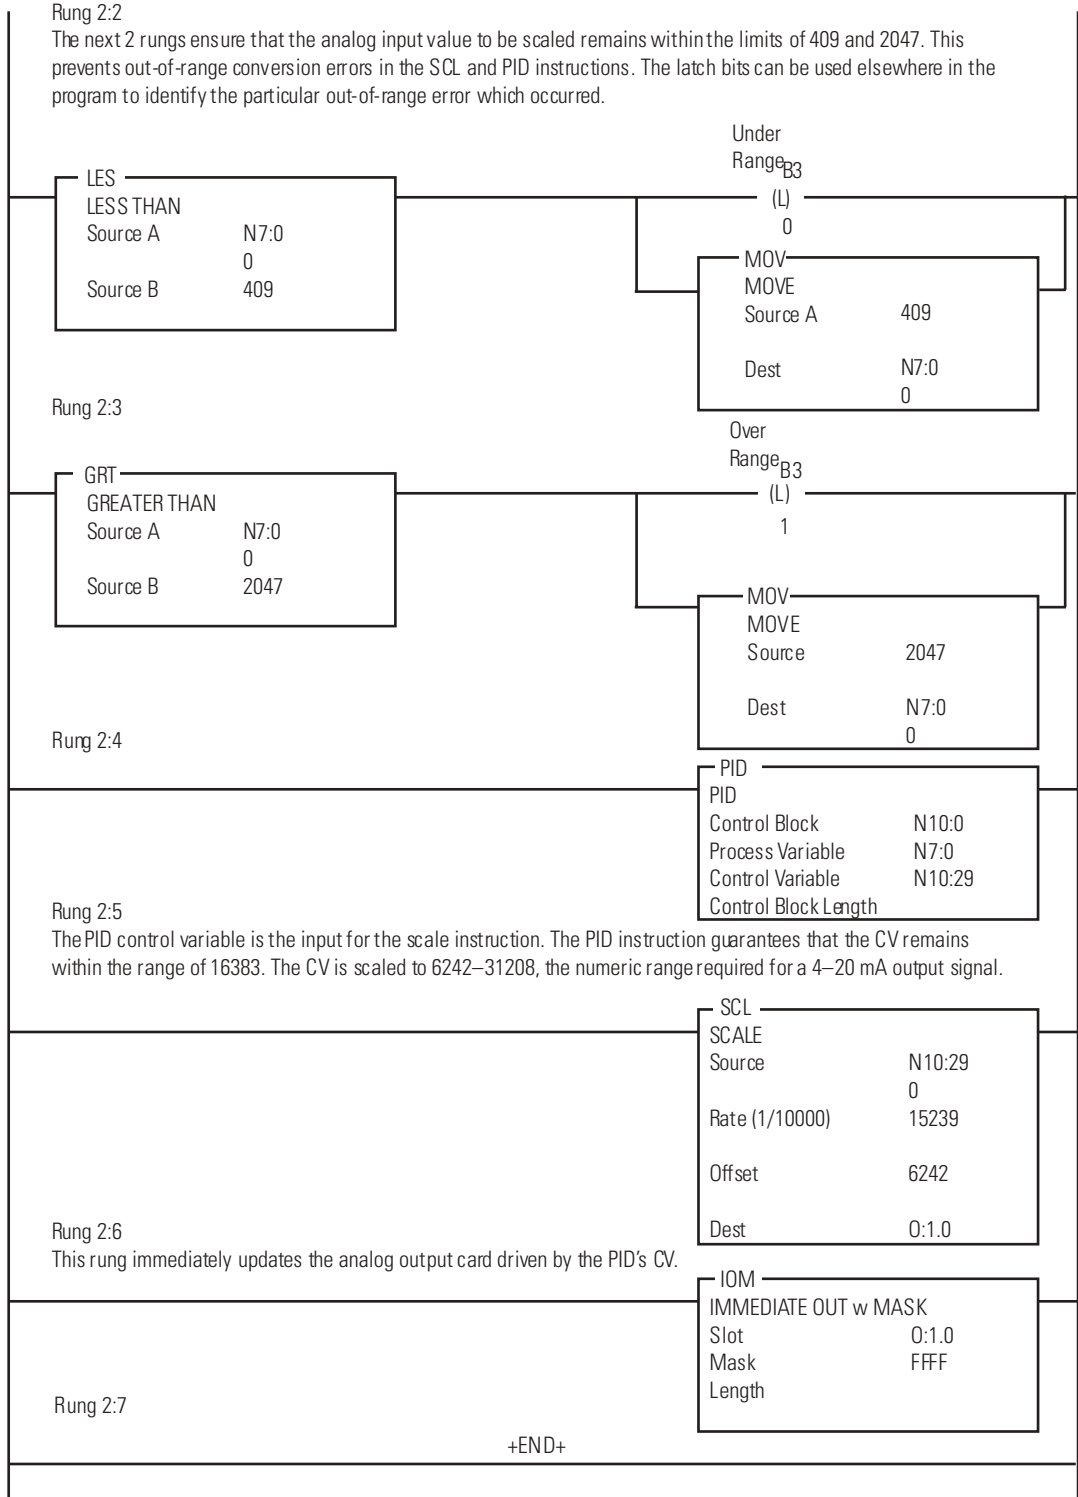 Rung 2:2
The next 2 rungs ensure that the analog input value to be scaled remains within the limits of 409 and 2047. This
prevents out-of-range conversion errors in the SCL and PID instructions. The latch bits can be used elsewhere in the
program to identify the particular out-of-range error which occurred.
Under
Range
B3
(L)
0
LES
LESS THAN
Source A N7:0
0
Source B 409
MOV
MOVE
Source A 409
Dest N7:0
0
Rung 2:3
Over
Range
B3
(L)
1
GRT
GREATER THAN
Source A N7:0
0
Source B 2047
MOV
MOVE
Source 2047
Dest N7:0
0
Rung 2:4
PID
PID
Control Block N10:0
Process Variable N7:0
Control Variable N10:29
Control Block Length
Rung 2:5
The PID control variable is the input for the scale instruction. The PID instruction guarantees that the CV remains
within the range of 16383. The CV is scaled to 6242–31208, the numeric range required for a 4–20 mA output signal.
SCL
SCALE
Source N10:29
0
Rate (1/10000) 15239
Offset 6242
Dest O:1.0
Rung 2:6
This rung immediately updates the analog output card driven by the PID's CV.
IOM
IMMEDIATE OUT w MASK
Slot O:1.0
Mask FFFF
Length
Rung 2:7
+END+